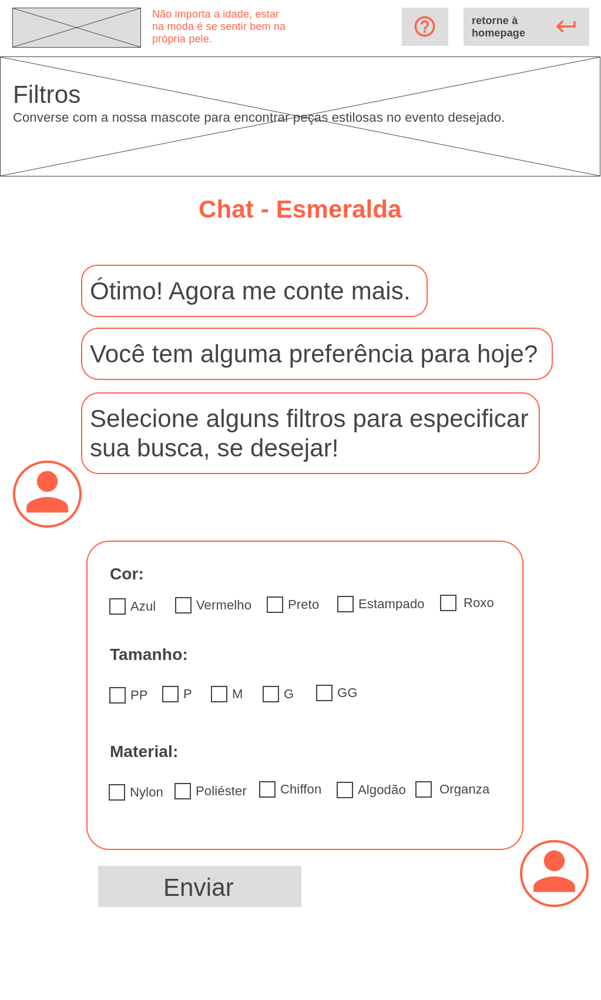 Não importa a idade, estar
na moda é se sentir bem na
própria pele.
retorne à
homepage
Filtros
Converse com a nossa mascote para encontrar peças estilosas no evento desejado.
Chat - Esmeralda
Ótimo! Agora me conte mais.
Você tem alguma preferência para hoje?
Selecione alguns filtros para especificar
sua busca, se desejar!
Cor:
Azul Vermelho Preto Estampado Roxo
Tamanho:
PP P M G GG
Material:
Nylon Poliéster Chiffon Algodão Organza
Enviar